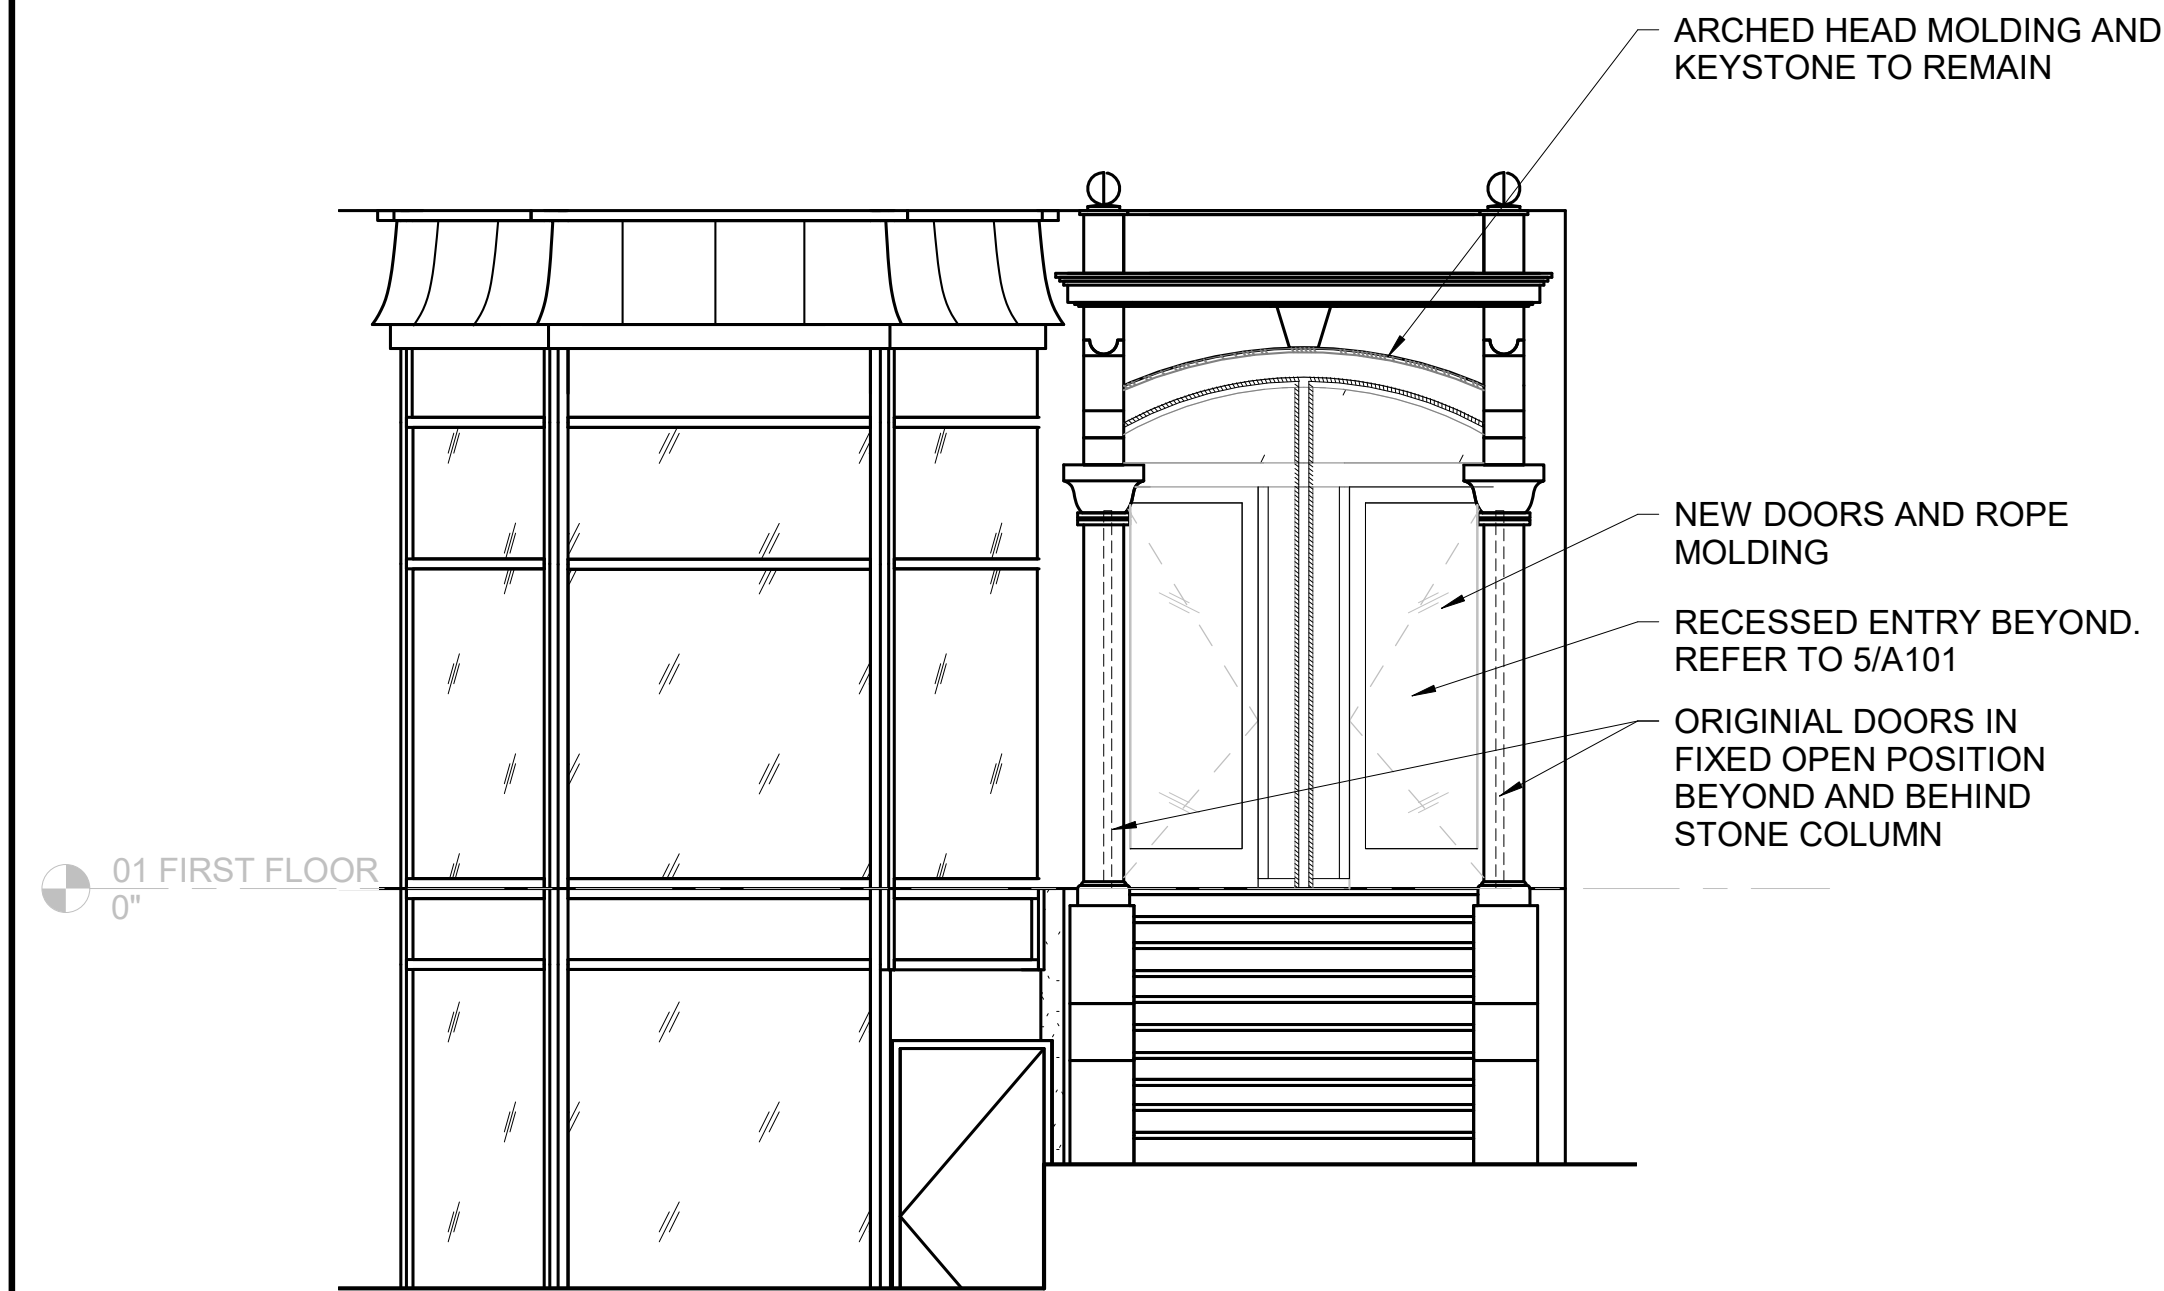 ARCHED HEAD MOLDING AND
KEYSTONE TO REMAIN
NEW DOORS AND ROPE
MOLDING
RECESSED ENTRY BEYOND.
REFER TO 5/A101
ORIGINIAL DOORS IN
FIXED OPEN POSITION
BEYOND AND BEHIND
STONE COLUMN
01 FIRST FLOOR
0"